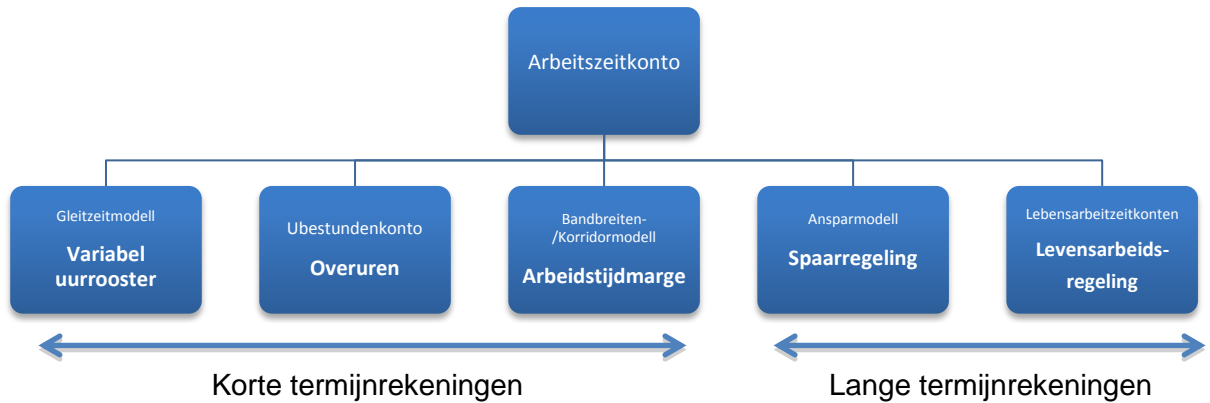 Arbeitszeitkonto
Gleitzeitmodell
Variabel
uurrooster
Ubestundenkonto
Overuren
Bandbreiten-
/Korridormodell
Arbeidstijdmarge
Ansparmodell
Spaarregeling
Lebensarbeitzeitkonten
Levensarbeids-
regeling
Korte termijnrekeningen
Lange termijnrekeningen